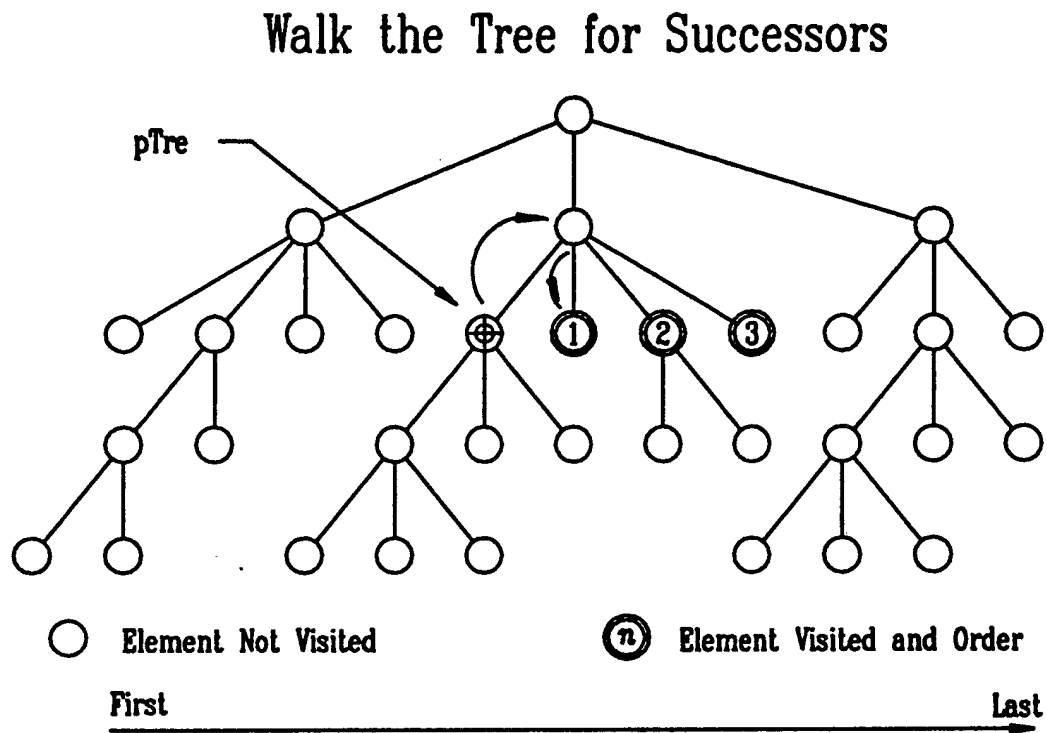 Walk the Tree for Successors
pTre
1 2 3
Element Not Visited
n Element Visited and Order
First Last